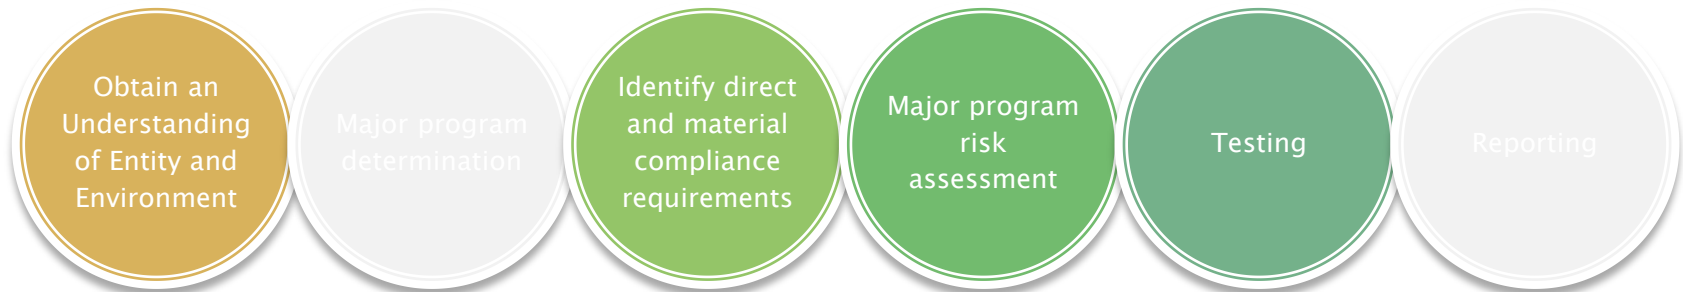 Obtain an
Understanding
of Entity and
Environment
Major program
determination
Identify direct
and material
compliance
requirements
Major program
risk
assessment
Testing
Reporting